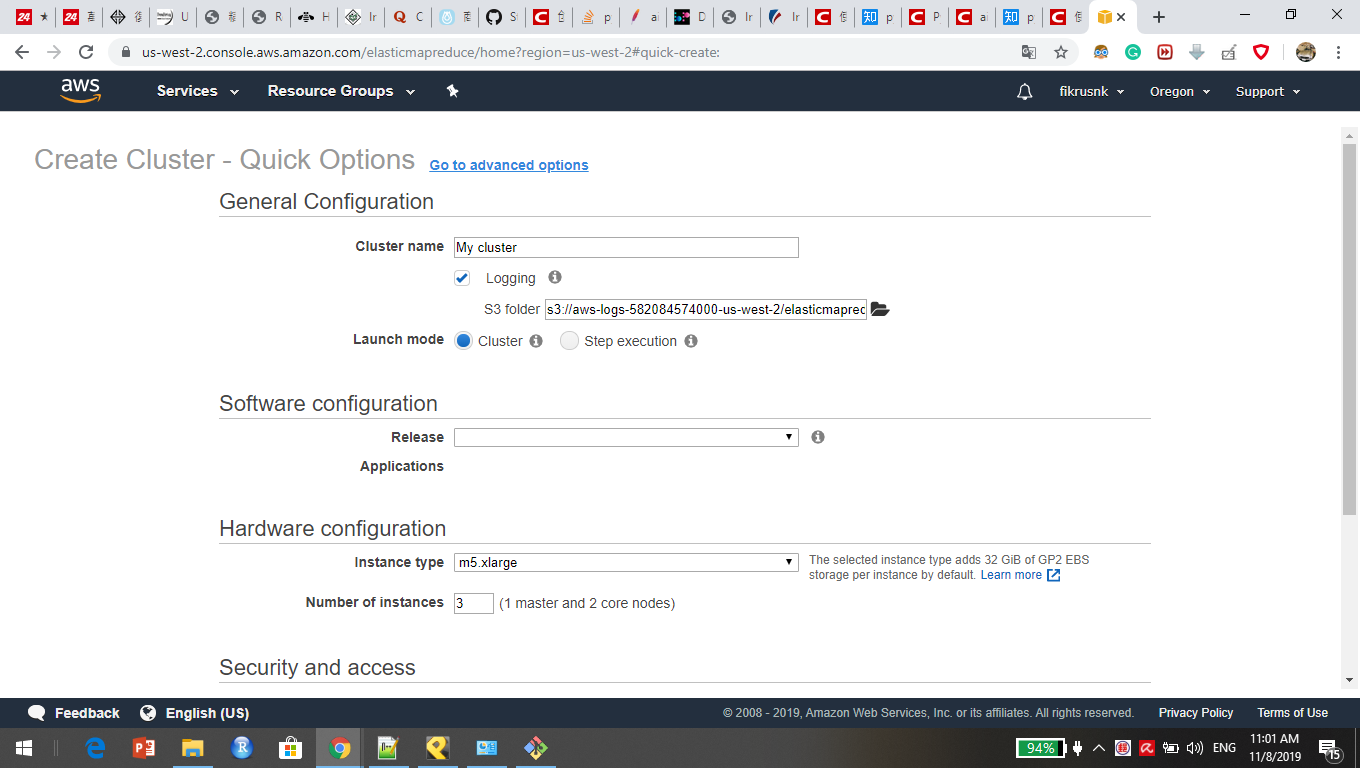 24
24
us-west-2.console.aws.amazon.com/elasticmapreduce/home?region=us-west-2#quick-create:
aws Services Resource Groups fikrusnk Oregon Support
Create Cluster - Quick Options Go to advanced options
General Configuration
Cluster name My cluster
Logging
S3 folder s3://aws-logs-582084574000-us-west-2/elasticmapred
Launch mode Cluster Step execution
Software configuration
Release
Applications
Hardware configuration
Instance type m5.xlarge The selected instance type adds 32 GiB of GP2 EBS
storage per instance by default. Learn more
Number of instances 3 (1 master and 2 core nodes)
Security and access
Feedback English (US) © 2008 - 2019, Amazon Web Services, Inc. or its affiliates. All rights reserved. Privacy Policy Terms of Use
94% ENG 11:01 AM
11/8/2019 15